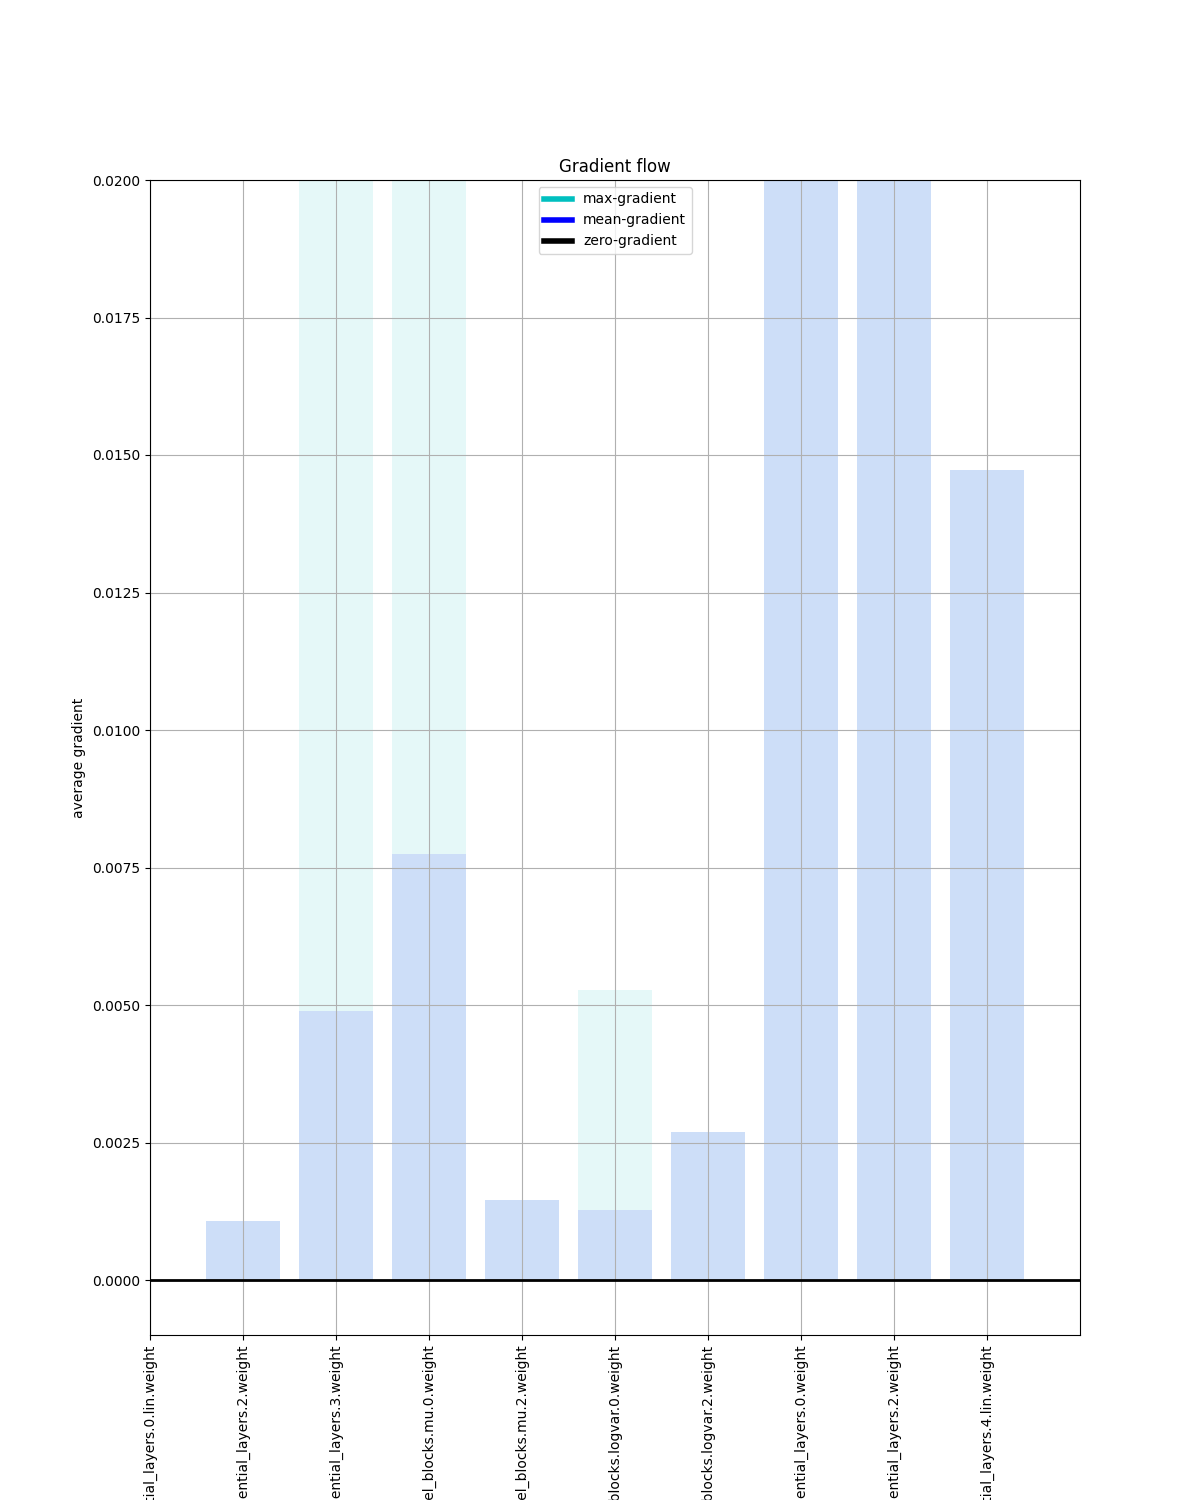 Gradient flow
max-gradient
mean-gradient
zero-gradient
0.0200
0.0175
0.0150
0.0125
0.0100
0.0075
0.0050
0.0025
0.0000
average gradient
tial_layers.0.lin.weight
ential_layers.2.weight
ential_layers.3.weight
el_blocks.mu.0.weight
el_blocks.mu.2.weight
blocks.logvar.0.weight
blocks.logvar.2.weight
ential_layers.0.weight
ential_layers.2.weight
tial_layers.4.lin.weight